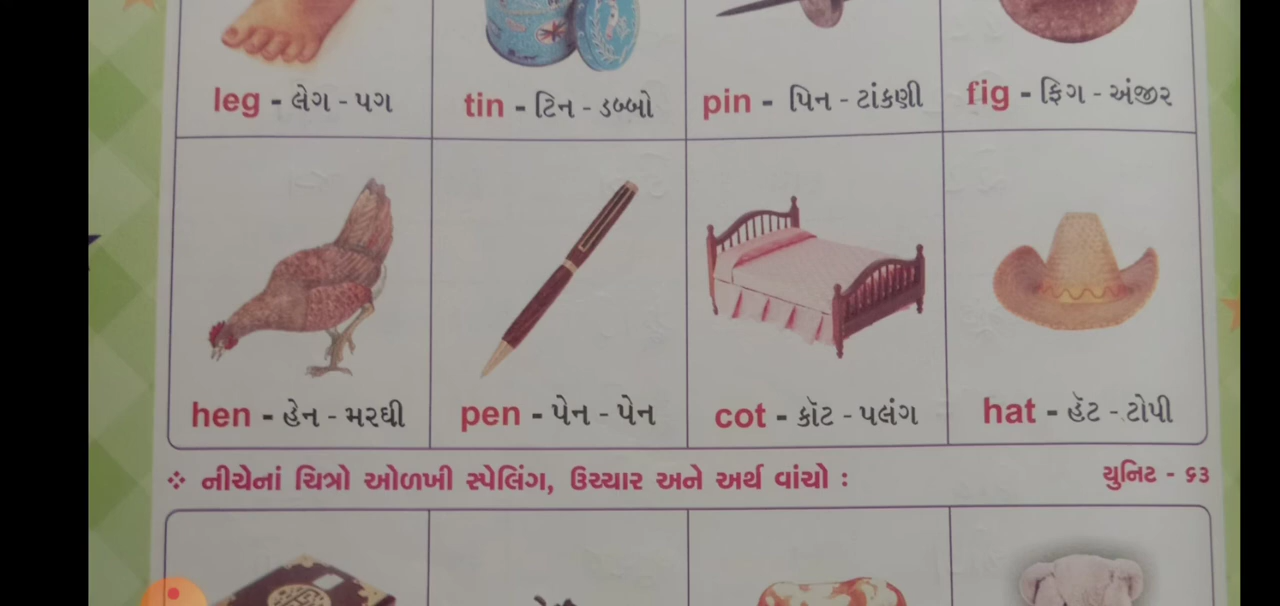 leg - લેગ - પગ
tin - ટિન - ડબ્બો
pin - પિન - ટાંકણી
fig - ફિગ - અંજીર
hen - હેન - મરઘી
pen - પેન - પેન
cot - કૉટ - પલંગ
hat - હૅટ - ટોપી
❖ નીચેનાં ચિત્રો ઓળખી સ્પેલિંગ, ઉચ્ચાર અને અર્થ વાંચો :
યુનિટ - ૬૩